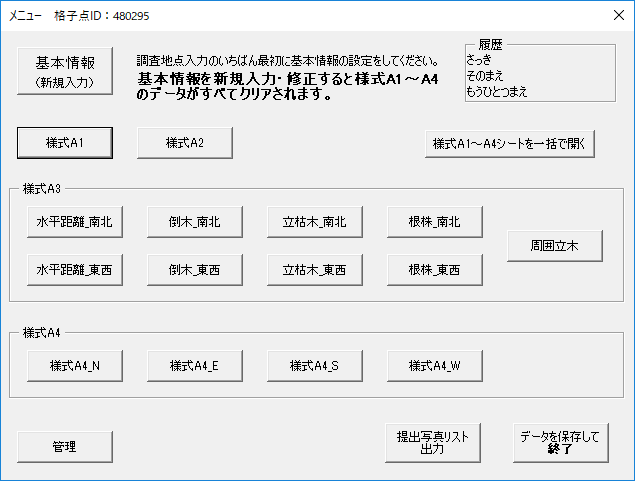 メニュー 格子点ID：480295
基本情報
（新規入力）
調査地点入力のいちばん最初に基本情報の設定をしてください。
基本情報を新規入力・修正すると様式A1～A4
のデータがすべてクリアされます。
履歴
さっき
そのまえ
もうひとつまえ
様式A1
様式A2
様式A1～A4シートを一括で開く
様式A3
水平距離_南北
倒木_南北
立枯木_南北
根株_南北
周囲立木
水平距離_東西
倒木_東西
立枯木_東西
根株_東西
様式A4
様式A4_N
様式A4_E
様式A4_S
様式A4_W
管理
提出写真リスト
出力
データを保存して
終了